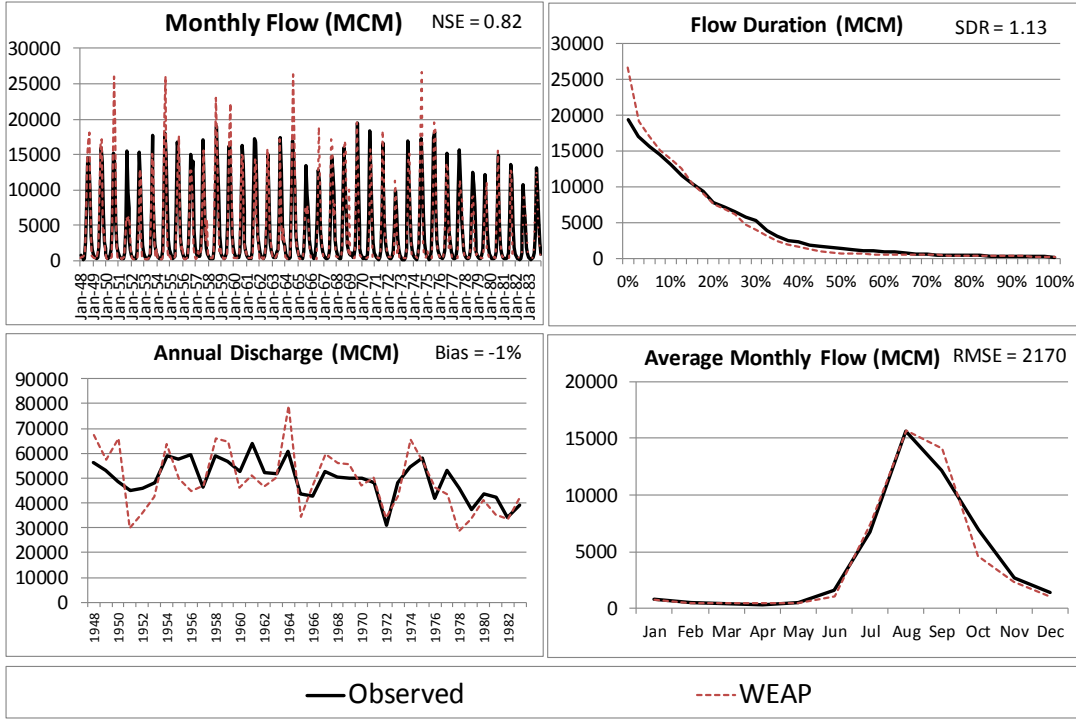 Monthly Flow (MCM) NSE = 0.82
30000
25000
20000
15000
10000
5000
0
Jan-48
Jan-49
Jan-50
Jan-51
Jan-52
Jan-53
Jan-54
Jan-55
Jan-56
Jan-57
Jan-58
Jan-59
Jan-60
Jan-61
Jan-62
Jan-63
Jan-64
Jan-65
Jan-66
Jan-67
Jan-68
Jan-69
Jan-70
Jan-71
Jan-72
Jan-73
Jan-74
Jan-75
Jan-76
Jan-77
Jan-78
Jan-79
Jan-80
Jan-81
Jan-82
Jan-83
Flow Duration (MCM) SDR = 1.13
30000
25000
20000
15000
10000
5000
0
0% 10% 20% 30% 40% 50% 60% 70% 80% 90% 100%
Annual Discharge (MCM) Bias = -1%
90000
80000
70000
60000
50000
40000
30000
20000
10000
0
1948
1950
1952
1954
1956
1958
1960
1962
1964
1966
1968
1970
1972
1974
1976
1978
1980
1982
Average Monthly Flow (MCM) RMSE = 2170
20000
15000
10000
5000
0
Jan Feb Mar Apr May Jun Jul Aug Sep Oct Nov Dec
Observed WEAP